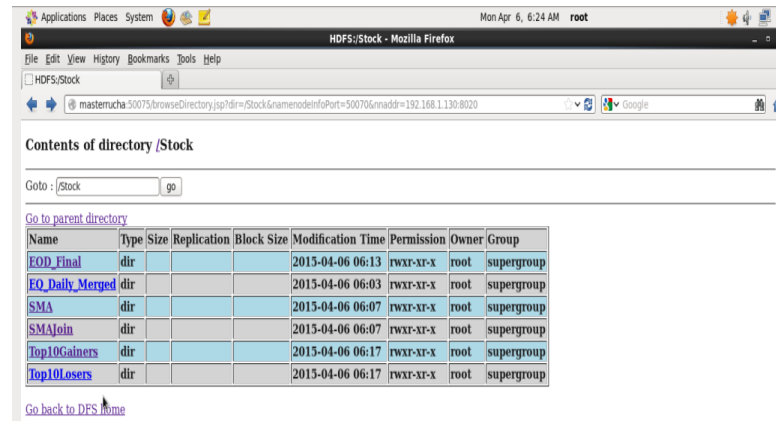 Applications Places System Mon Apr 6, 6:24 AM root
HDFS:/Stock - Mozilla Firefox
File Edit View History Bookmarks Tools Help
HDFS:/Stock
masterrucha:50075/browseDirectory.jsp?dir=/Stock&namenodeInfoPort=50070&nnaddr=192.168.1.130:8020 Google
Contents of directory /Stock
Goto : /Stock go
Go to parent directory
Name Type Size Replication Block Size Modification Time Permission Owner Group
EOD_Final dir 2015-04-06 06:13 rwxr-xr-x root supergroup
EQ_Daily_Merged dir 2015-04-06 06:03 rwxr-xr-x root supergroup
SMA dir 2015-04-06 06:07 rwxr-xr-x root supergroup
SMAJoin dir 2015-04-06 06:07 rwxr-xr-x root supergroup
Top10Gainers dir 2015-04-06 06:17 rwxr-xr-x root supergroup
Top10Losers dir 2015-04-06 06:17 rwxr-xr-x root supergroup
Go back to DFS home